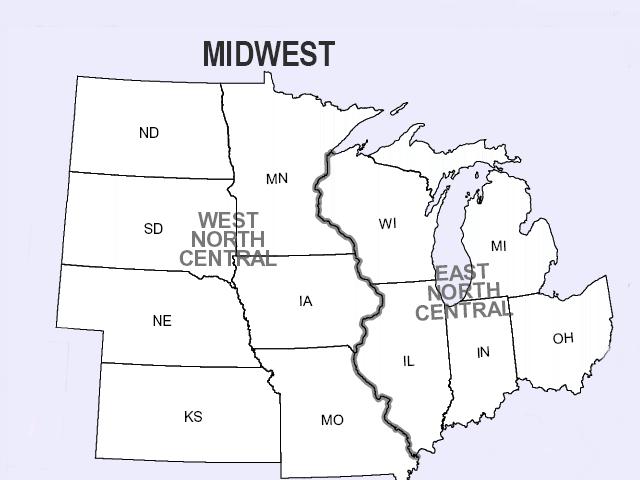 MIDWEST
ND
MN
SD
WI
MI
WEST
NORTH
CENTRAL
EAST
NORTH
CENTRAL
NE
IA
OH
IN
IL
KS
MO